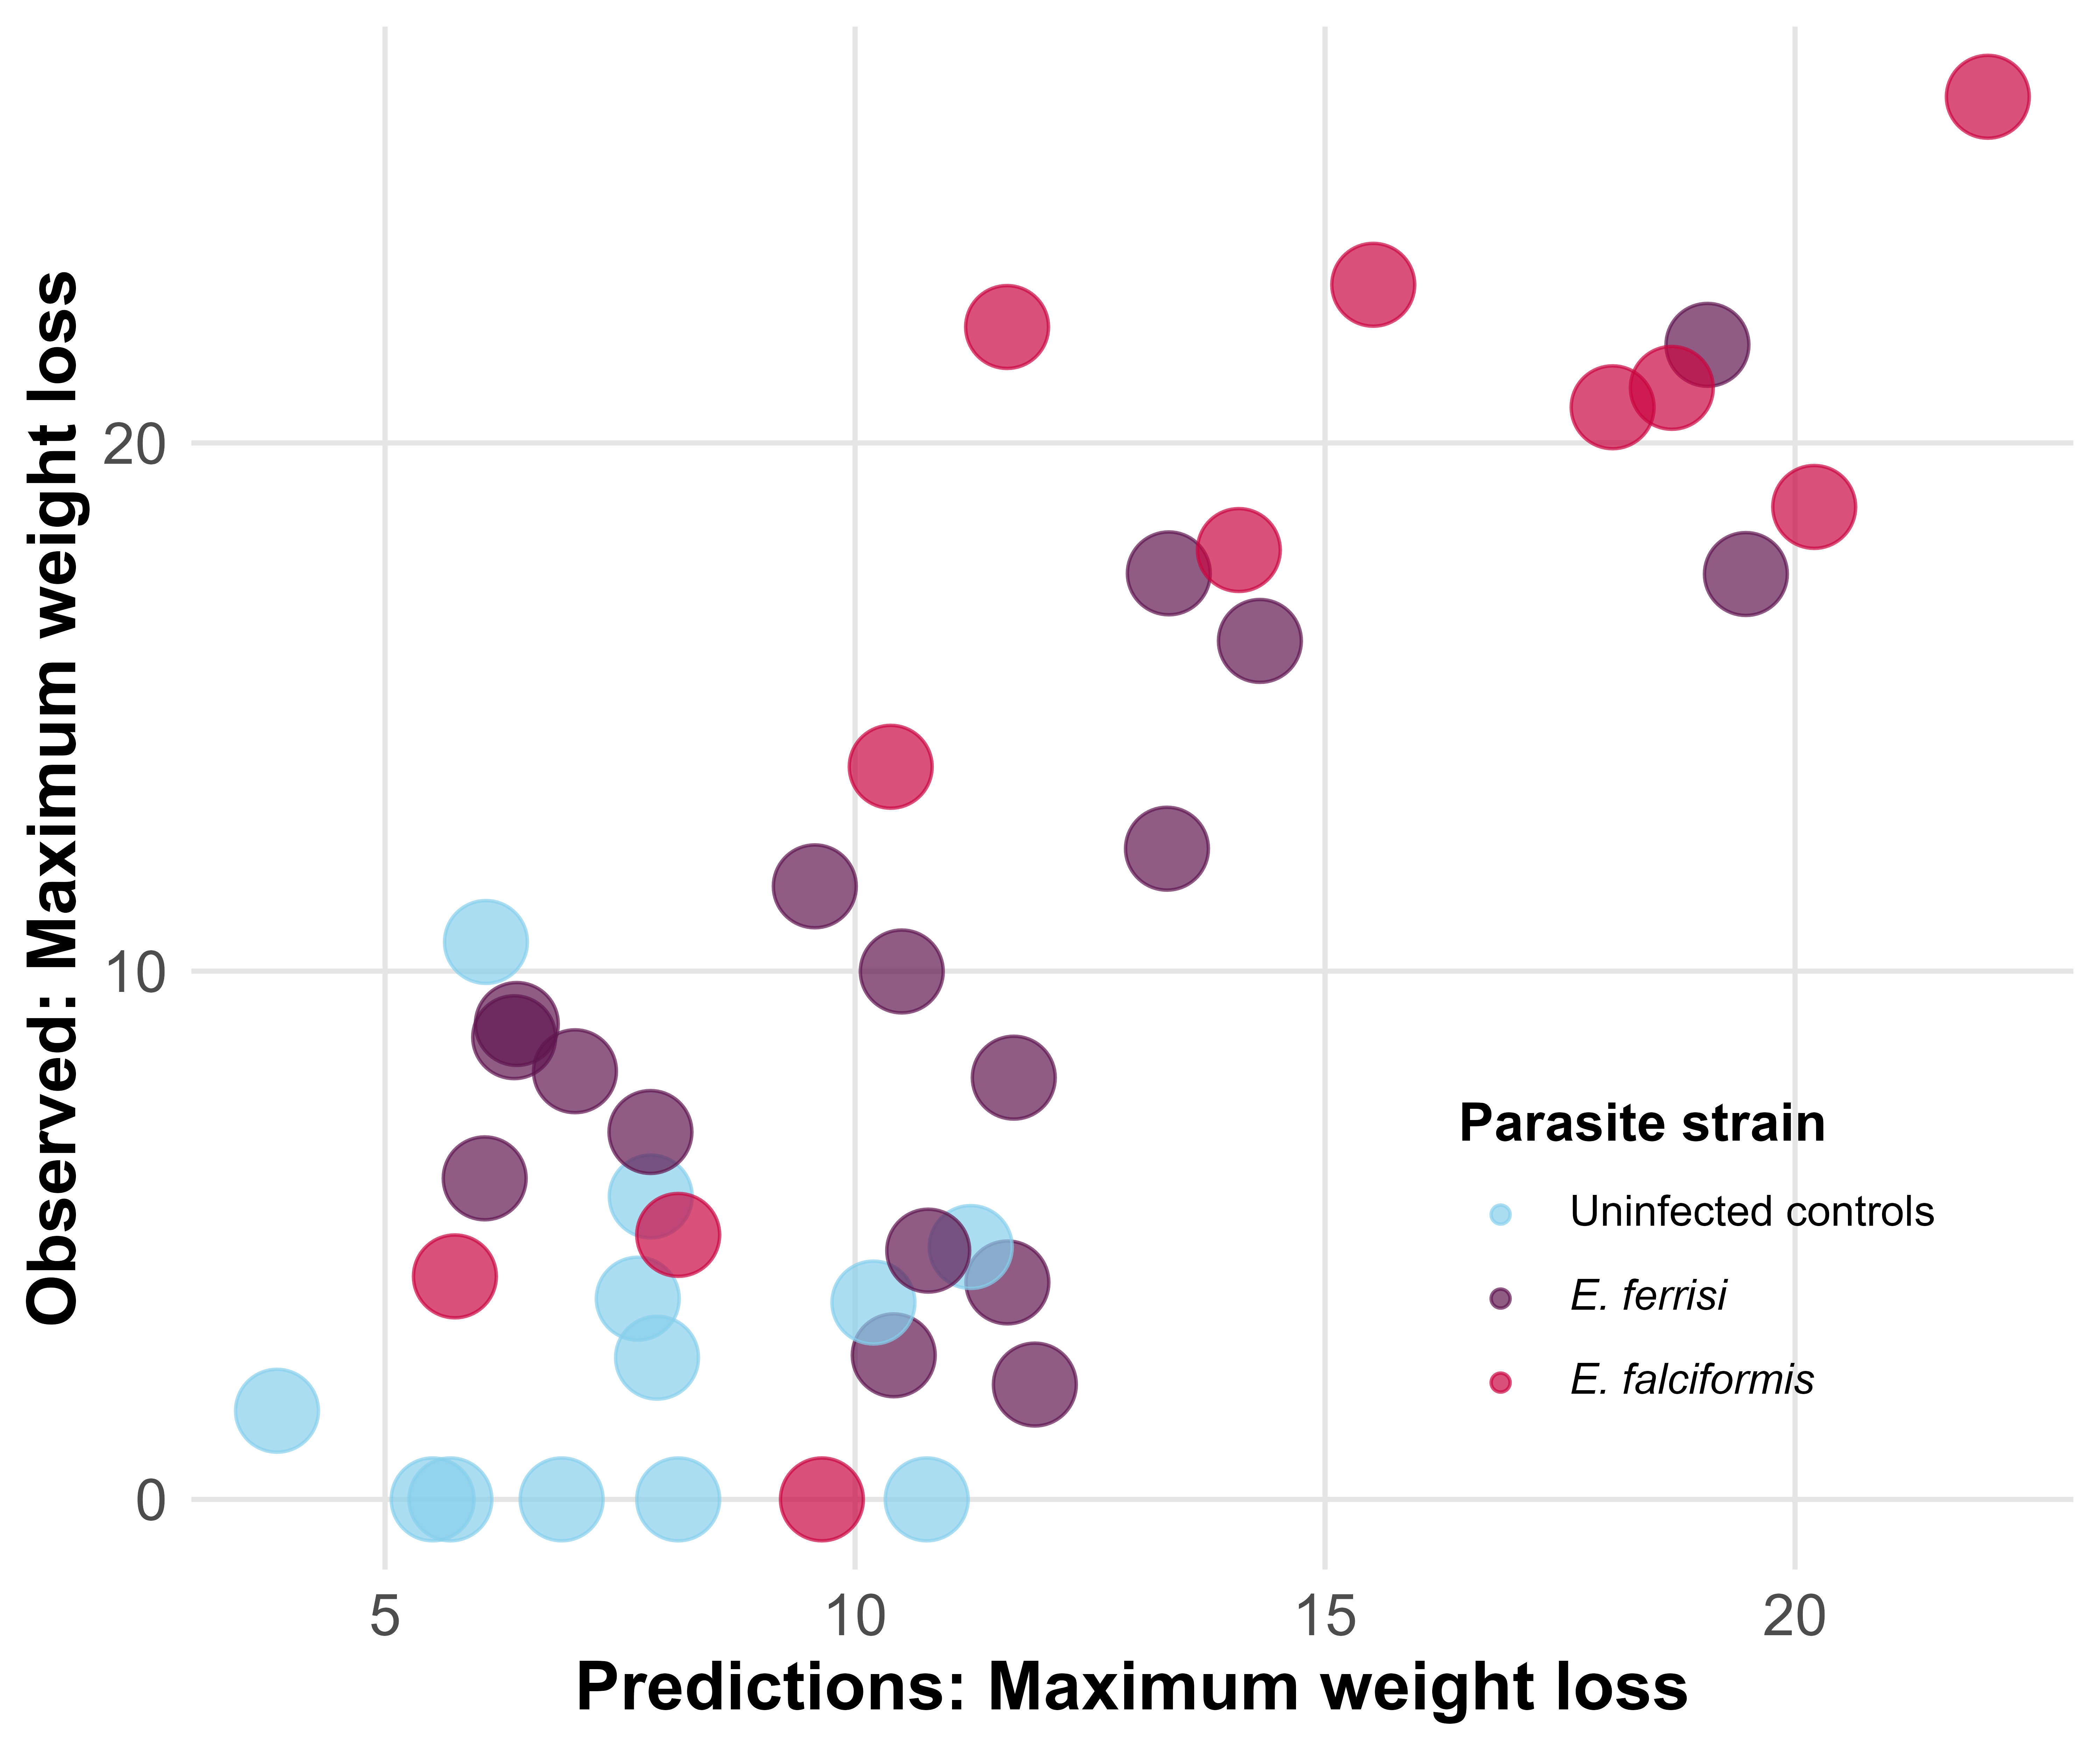 Observed: Maximum weight loss
20
10
0
5
10
15
20
Predictions: Maximum weight loss
Parasite strain
Uninfected controls
E. ferrisi
E. falciformis